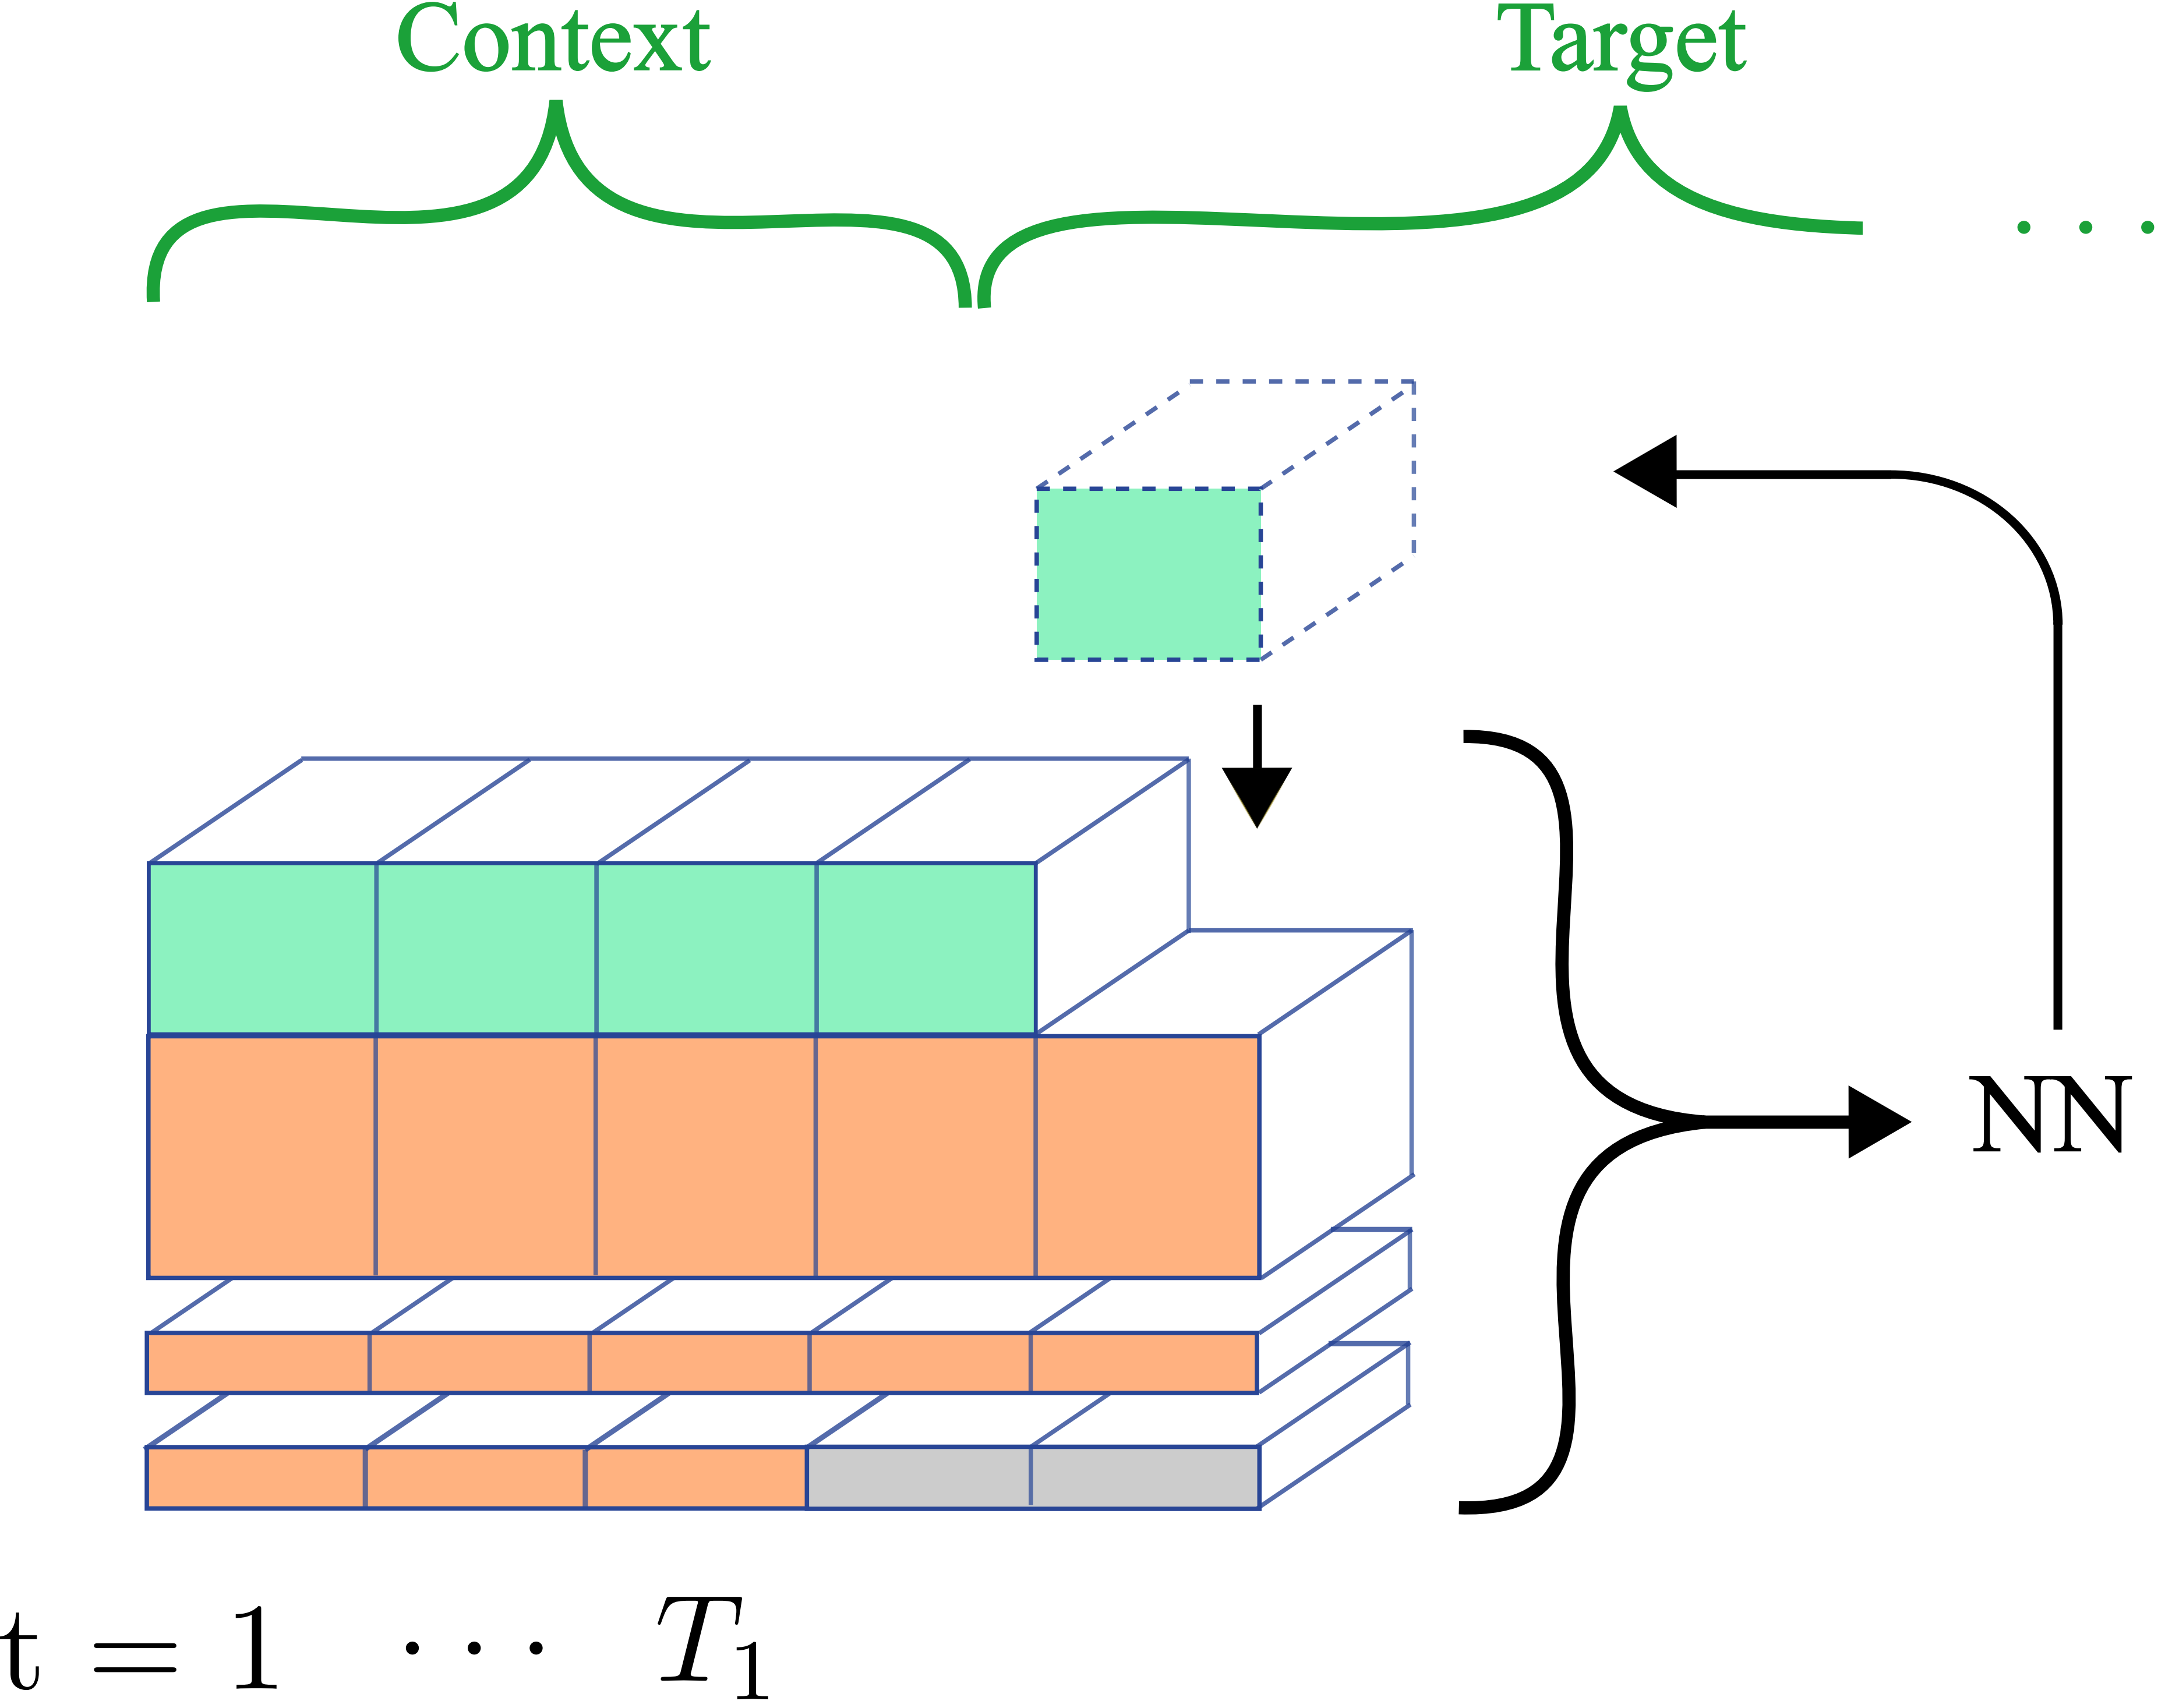 Context Target
. . .
NN
t = 1 . . . T₁